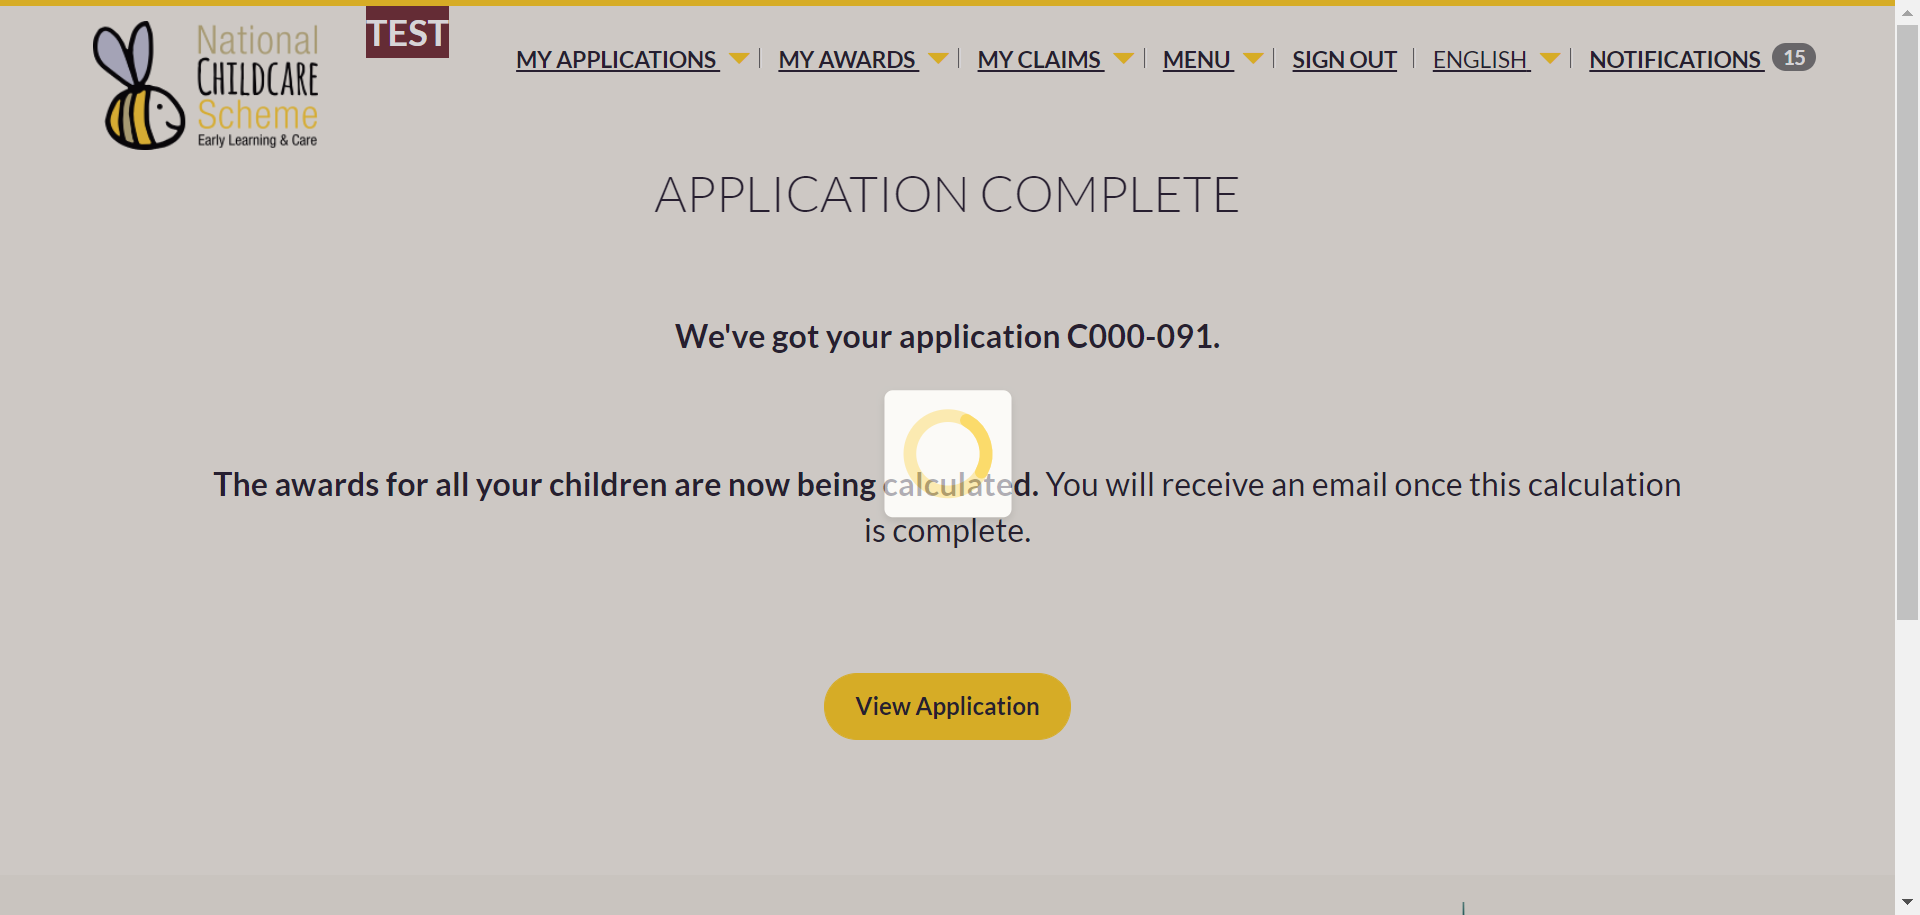 National
CHILDCARE
Scheme
Early Learning & Care
TEST
MY APPLICATIONS MY AWARDS MY CLAIMS MENU SIGN OUT ENGLISH NOTIFICATIONS 15
APPLICATION COMPLETE
We've got your application C000-091.
The awards for all your children are now being calculated. You will receive an email once this calculation
is complete.
View Application